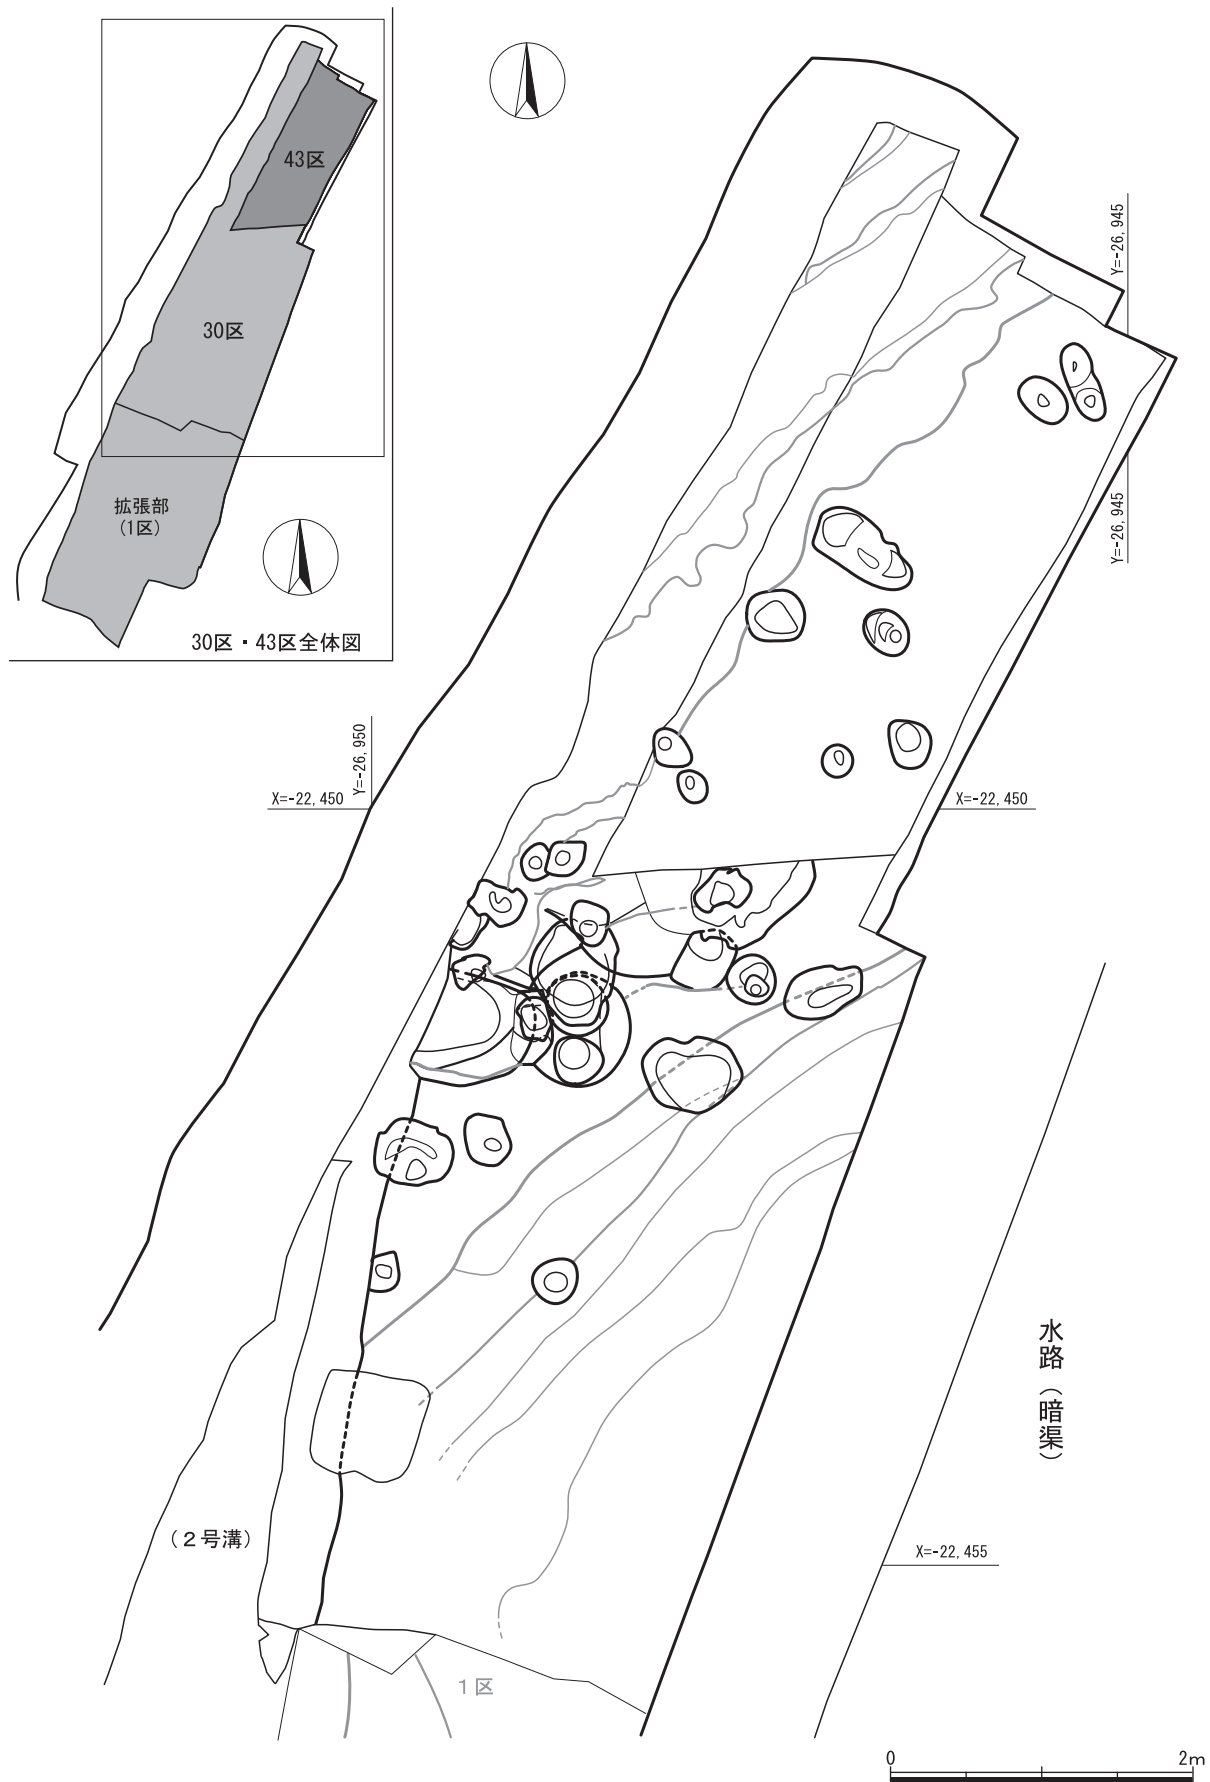 43区
30区
拡張部
(1区)
30区・43区全体図
Y=-26,945
Y=-26,945
Y=-26,950
X=-22,450
X=-22,450
水路（暗渠）
（２号溝）
X=-22,455
１区
0
2m